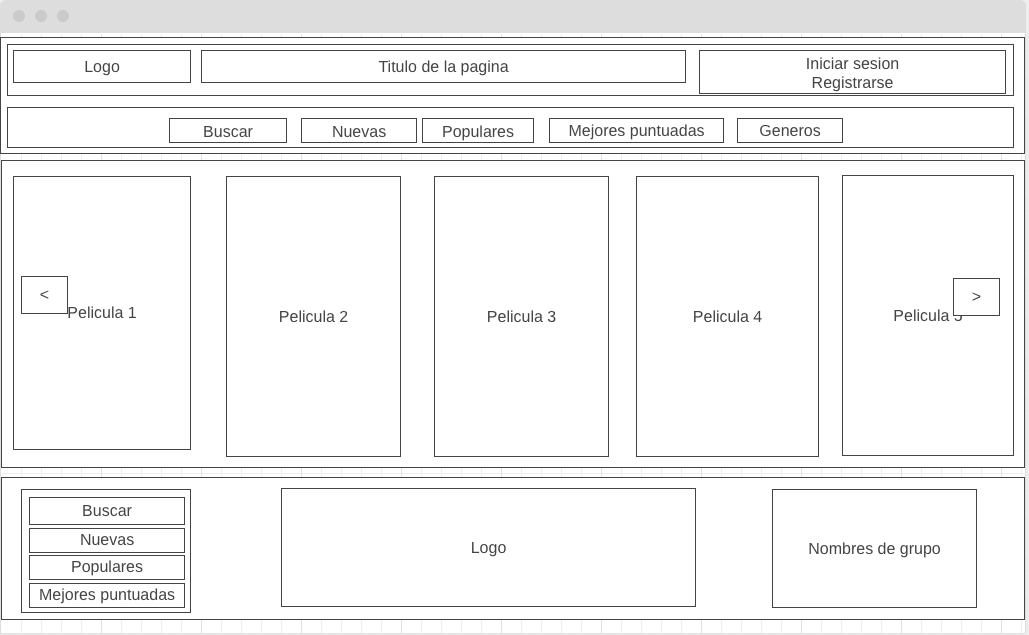 Logo
Titulo de la pagina
Iniciar sesion
Registrarse
Buscar
Nuevas
Populares
Mejores puntuadas
Generos
<
Pelicula 1
Pelicula 2
Pelicula 3
Pelicula 4
Pelicula 5
>
Buscar
Nuevas
Populares
Mejores puntuadas
Logo
Nombres de grupo